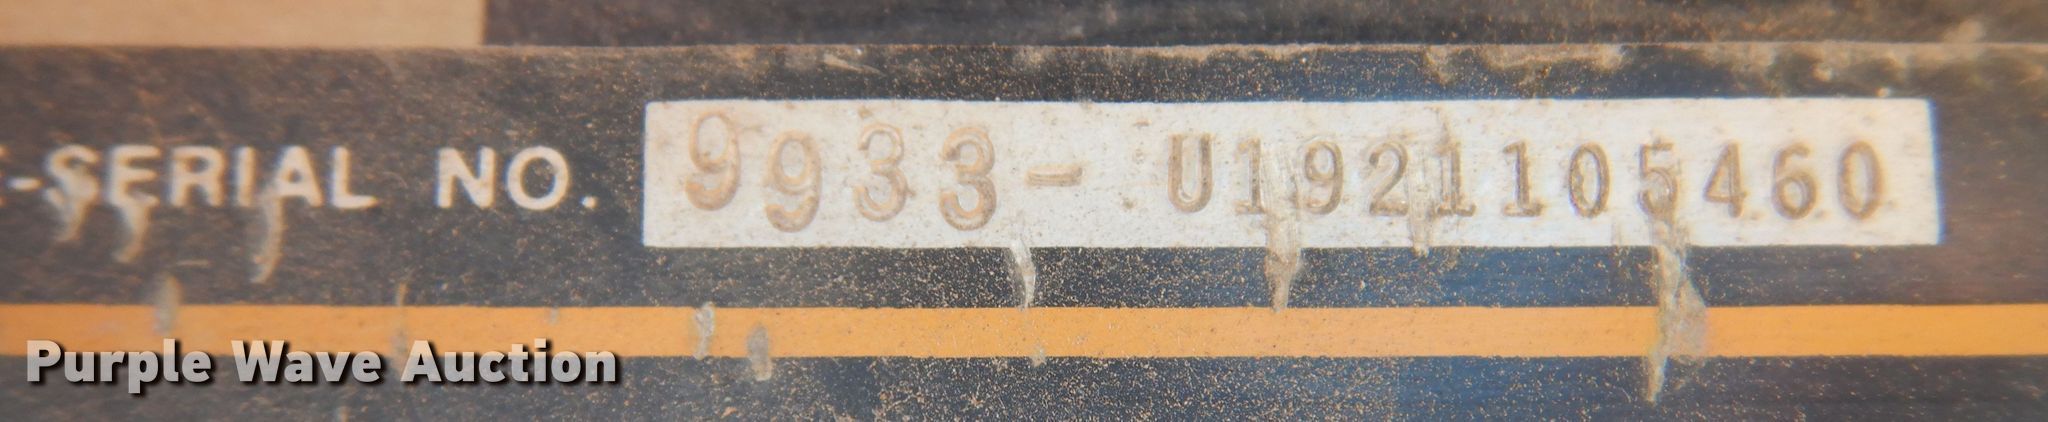 -SERIAL NO. 9933- U1921105460
Purple Wave Auction